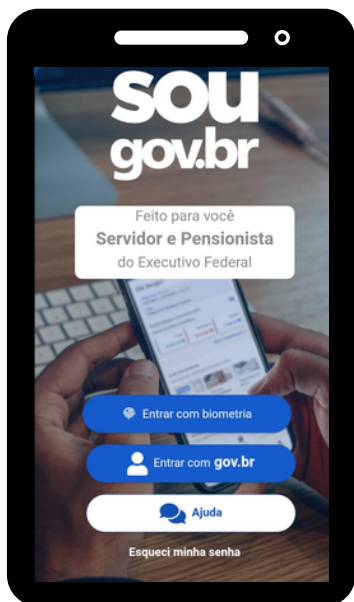 sou
gov.br
Feito para você
Servidor e Pensionista
do Executivo Federal
Entrar com biometria
Entrar com gov.br
Ajuda
Esqueci minha senha